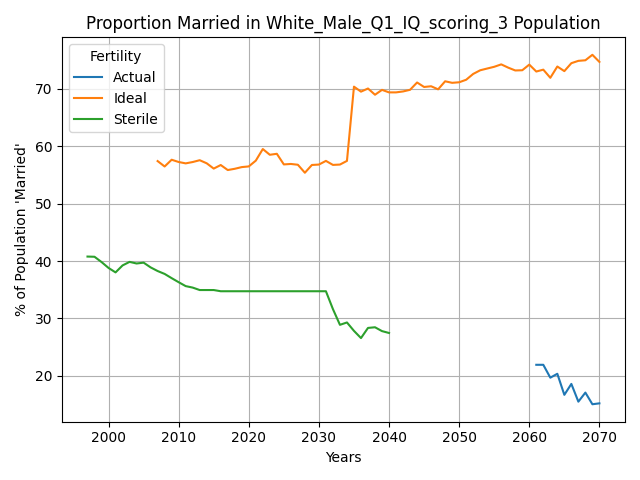 Proportion Married in White_Male_Q1_IQ_scoring_3 Population
Fertility
Actual
Ideal
Sterile
% of Population 'Married'
70
60
50
40
30
20
2000 2010 2020 2030 2040 2050 2060 2070
Years